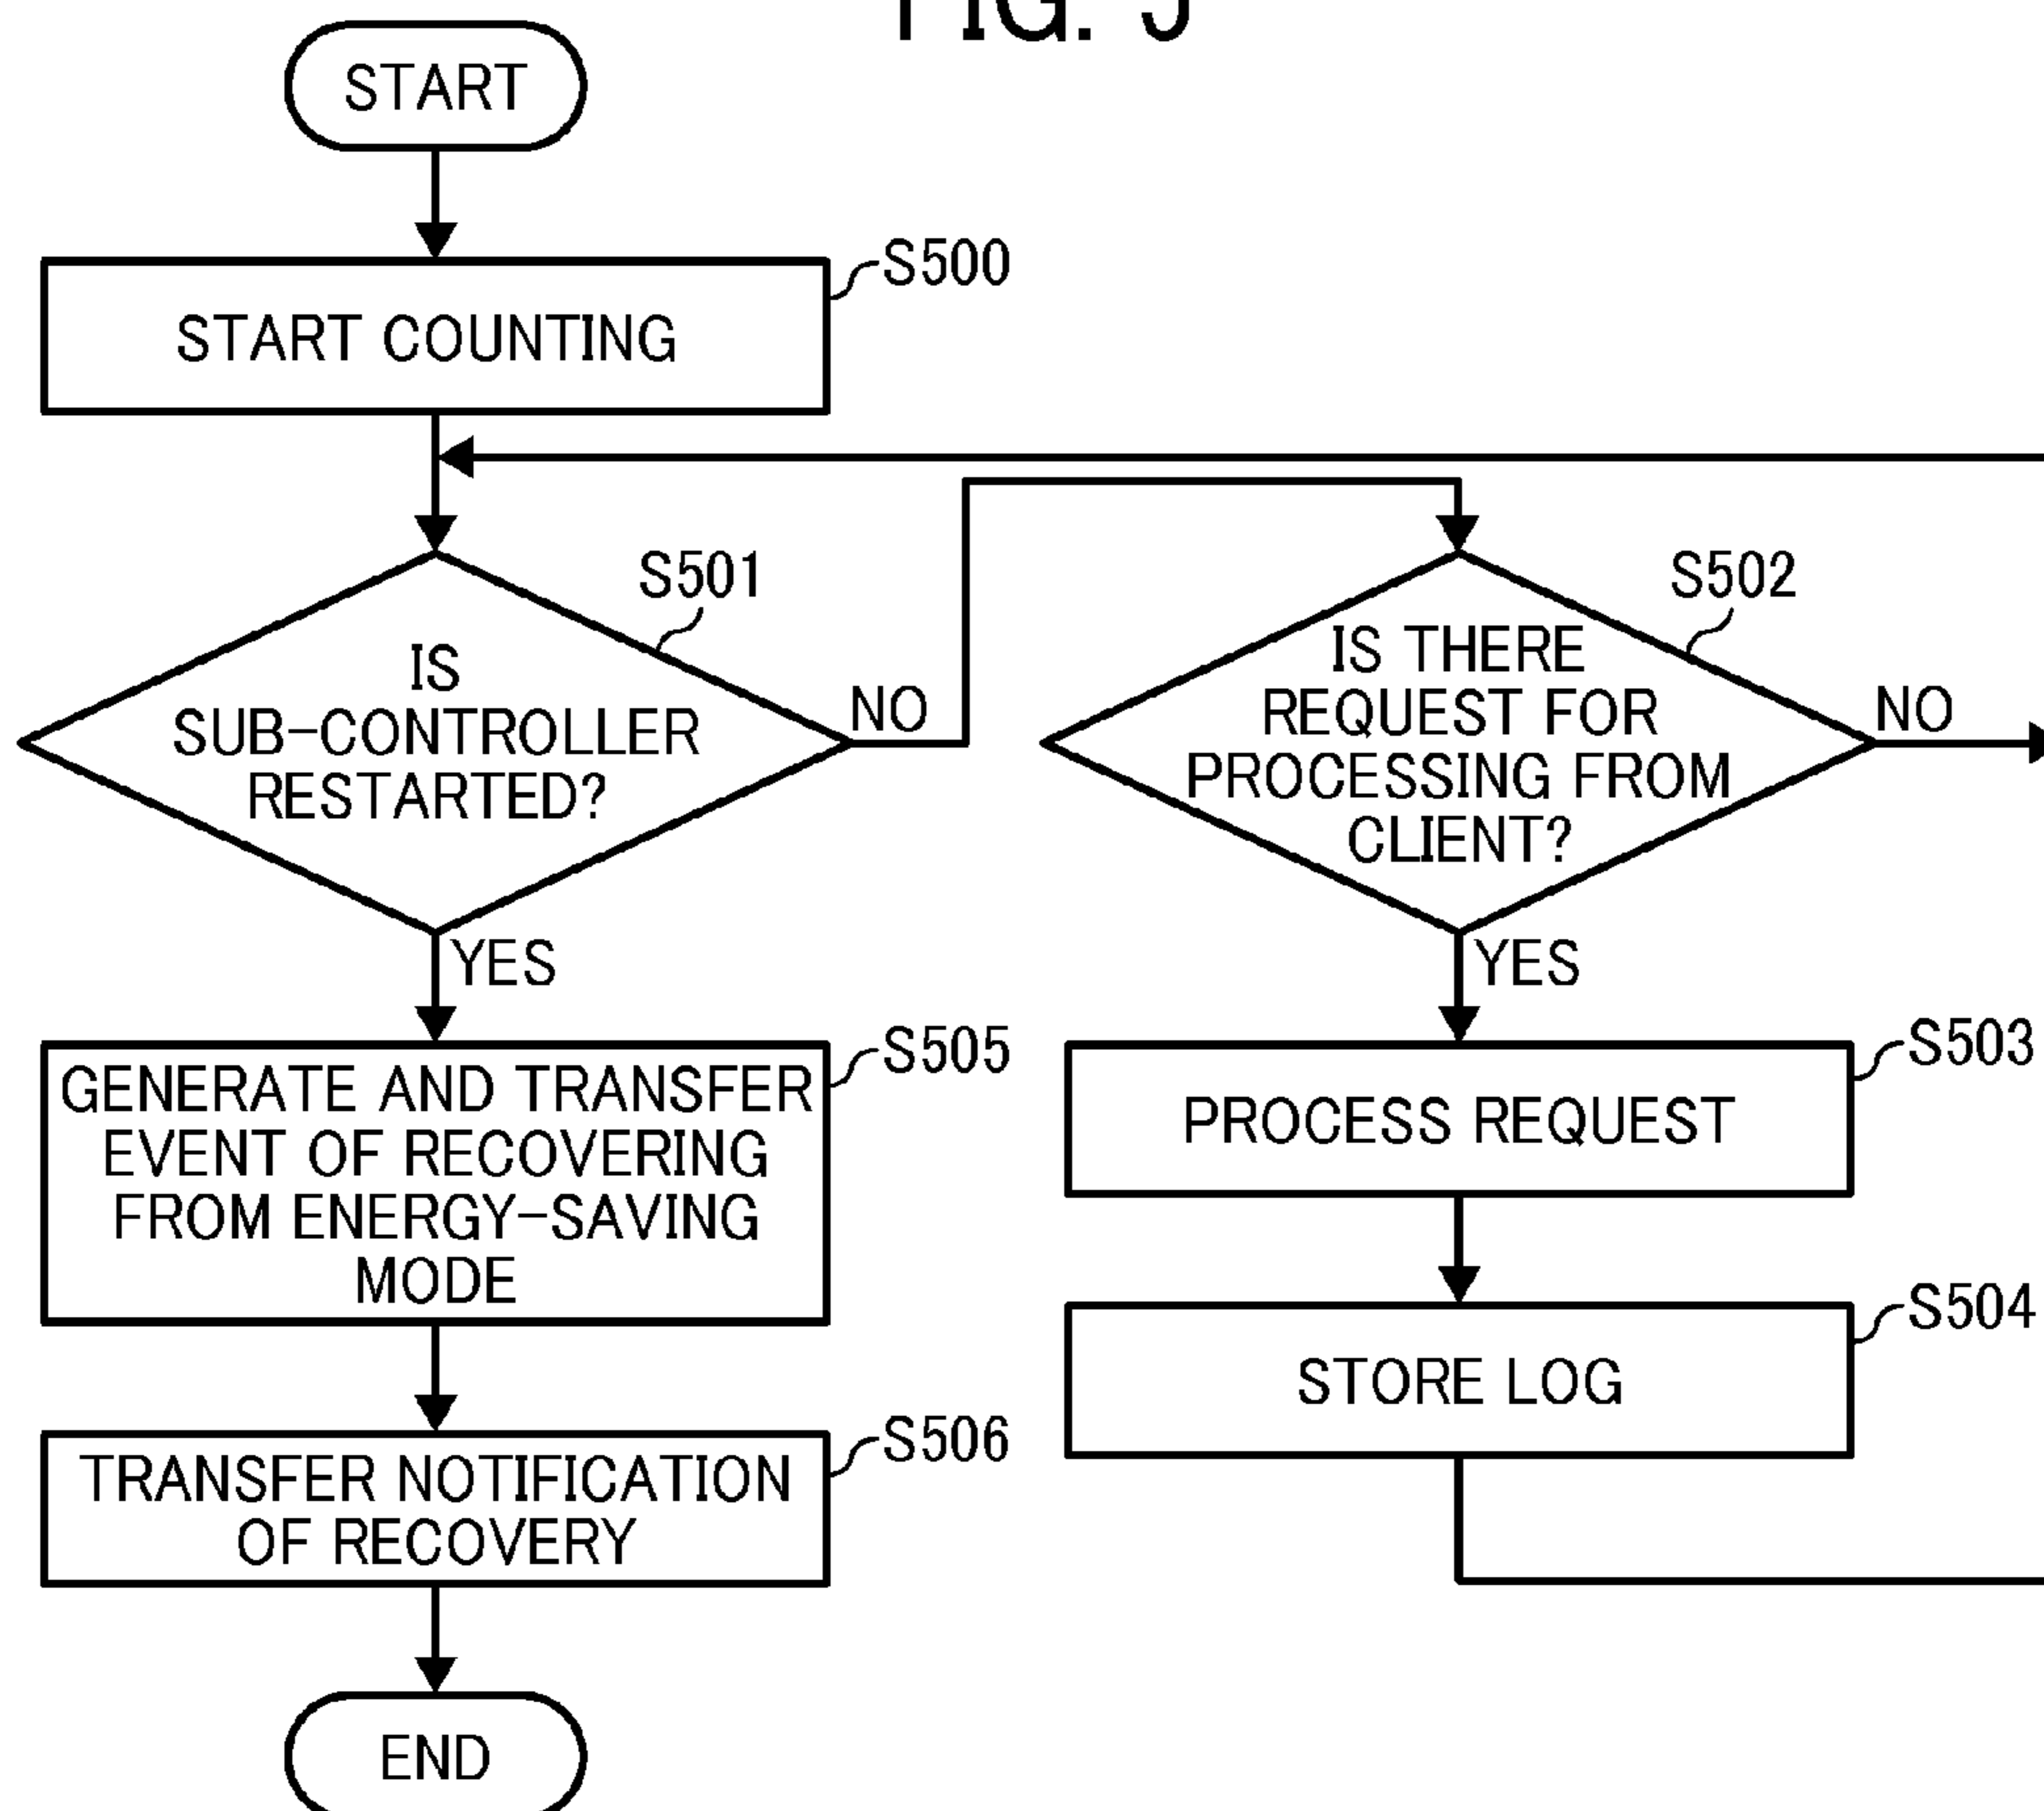 FIG. 5
START
S500
START COUNTING
S501
IS
SUB-CONTROLLER
RESTARTED?
NO
YES
S502
IS THERE
REQUEST FOR
PROCESSING FROM
CLIENT?
NO
YES
S503
PROCESS REQUEST
S504
STORE LOG
S505
GENERATE AND TRANSFER
EVENT OF RECOVERING
FROM ENERGY-SAVING
MODE
S506
TRANSFER NOTIFICATION
OF RECOVERY
END